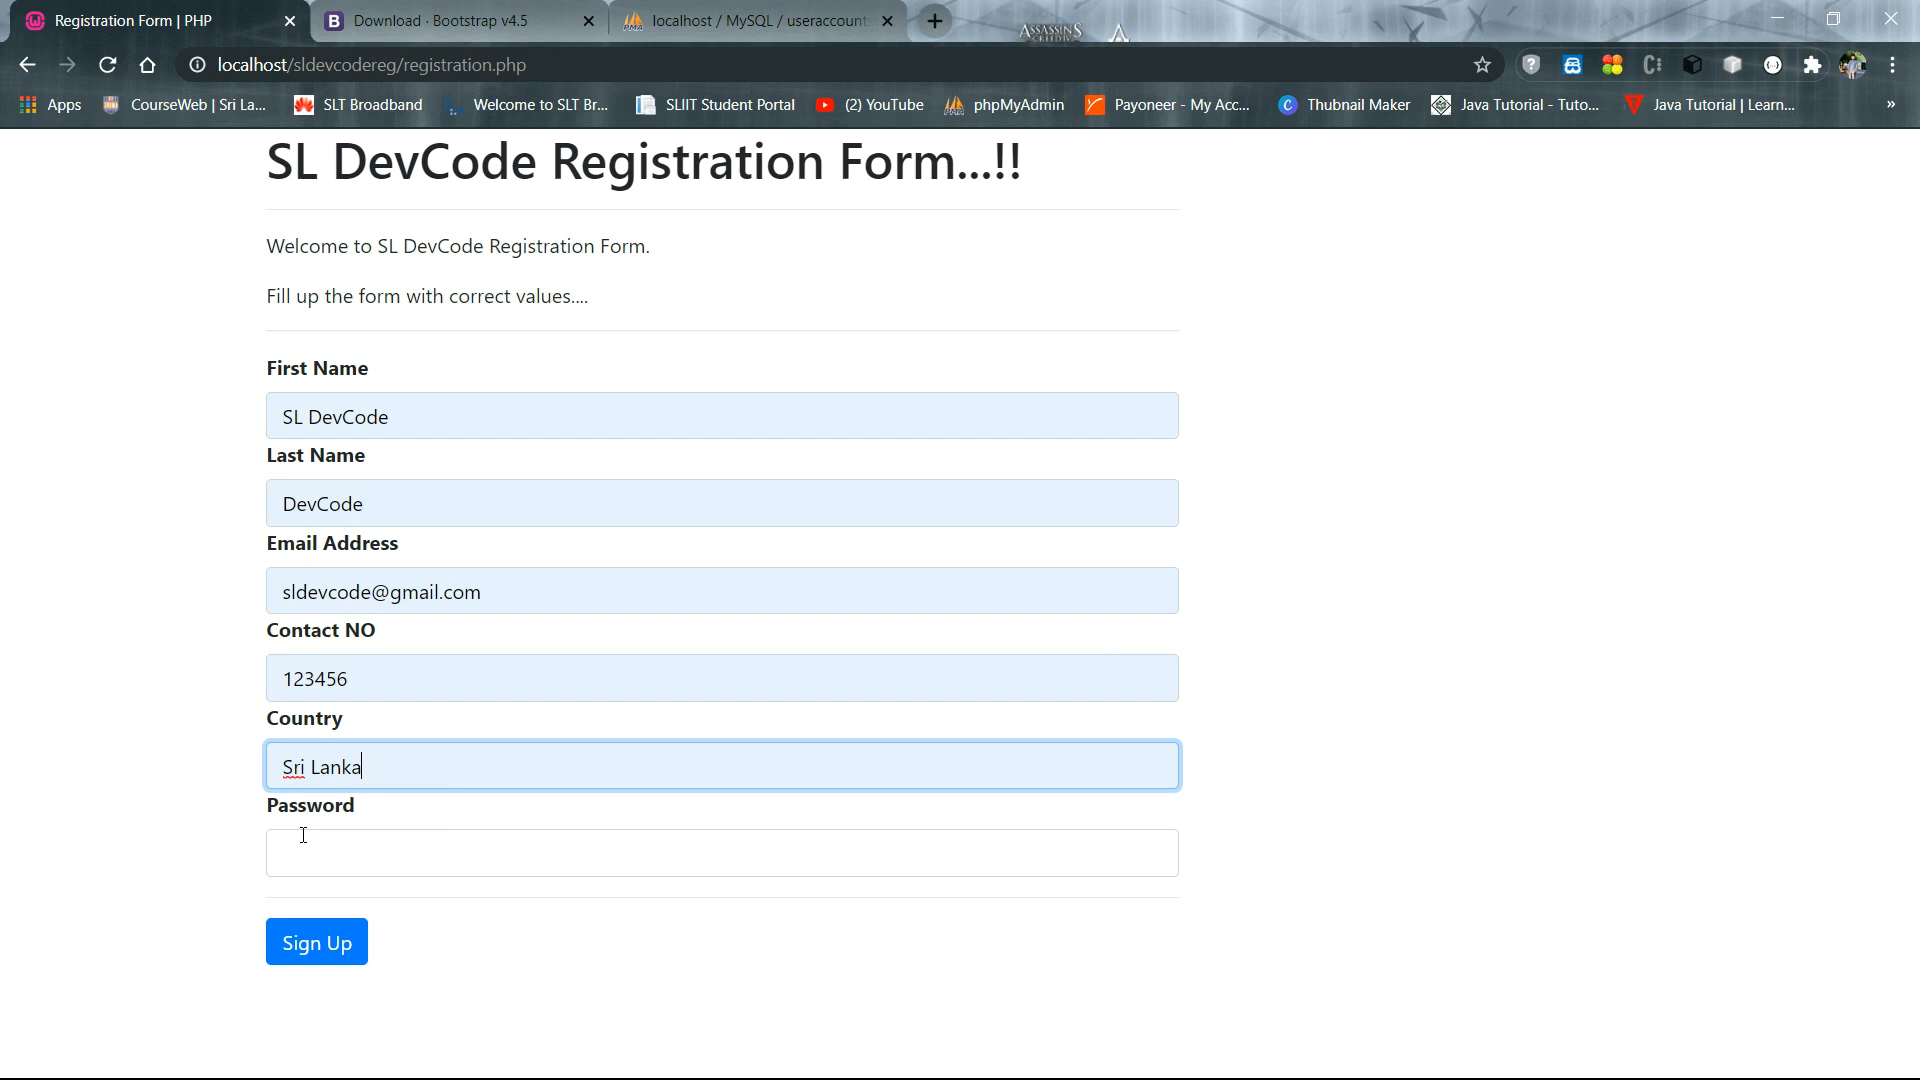 Registration Form | PHP
Download · Bootstrap v4.5
localhost / MySQL / useraccount
ASSASSINS
CREED IV
localhost/sldevcodereg/registration.php
Apps
CourseWeb | Sri La...
SLT Broadband
Welcome to SLT Br...
SLIIT Student Portal
(2) YouTube
phpMyAdmin
Payoneer - My Acc...
Thubnail Maker
Java Tutorial - Tuto...
Java Tutorial | Learn...
»
SL DevCode Registration Form...!!
Welcome to SL DevCode Registration Form.
Fill up the form with correct values....
First Name
SL DevCode
Last Name
DevCode
Email Address
sldevcode@gmail.com
Contact NO
123456
Country
Sri Lanka
Password
Sign Up